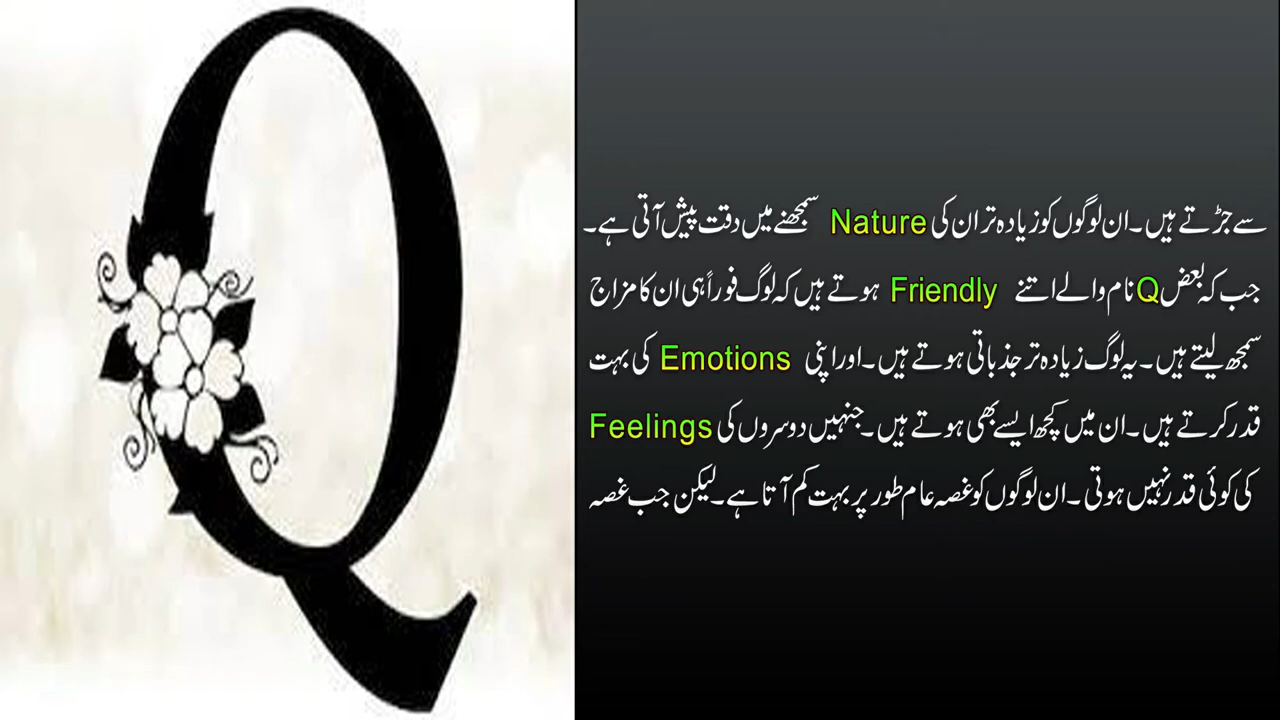 Q
سے جڑتے ہیں۔ان لوگوں کو زیادہ تر ان کی Nature سمجھنے میں دقت پیش آتی ہے۔
جب کہ بعض Q نام والے اتنے Friendly ہوتے ہیں کہ لوگ فوراً ہی ان کا مزاج
سمجھ لیتے ہیں۔یہ لوگ زیادہ تر جذباتی ہوتے ہیں۔اور اپنی Emotions کی بہت
قدر کرتے ہیں۔ان میں کچھ ایسے بھی ہوتے ہیں۔جنہیں دوسروں کی Feelings
کی کوئی قدر نہیں ہوتی۔ان لوگوں کو غصہ عام طور پر بہت کم آتا ہے۔لیکن جب غصہ